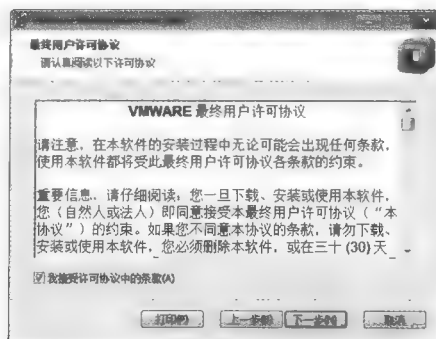 最终用户许可协议
请认真阅读以下许可协议
VMWARE 最终用户许可协议
请注意，在本软件的安装过程中无论可能会出现任何条款，
使用本软件都将受此最终用户许可协议各条款的约束。
重要信息，请仔细阅读：您一旦下载、安装或使用本软件，
您（自然人或法人）即同意接受本最终用户许可协议（“本
协议”）的约束。如果您不同意本协议的条款，请勿下载、
安装或使用本软件，您必须删除本软件，或在三十 (30) 天
我接受许可协议中的条款(A)
打印(P)
上一步(B)
下一步(N)
取消